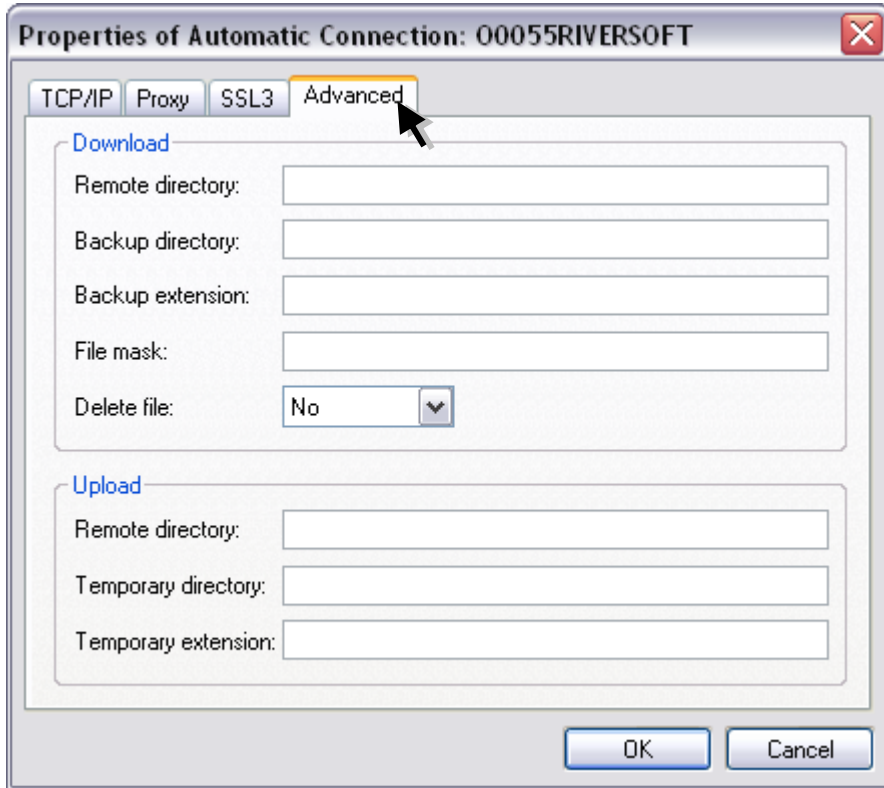 Properties of Automatic Connection: O0055RIVERSOFT
TCP/IP Proxy SSL3 Advanced
Download
Remote directory:
Backup directory:
Backup extension:
File mask:
Delete file: No
Upload
Remote directory:
Temporary directory:
Temporary extension:
OK Cancel